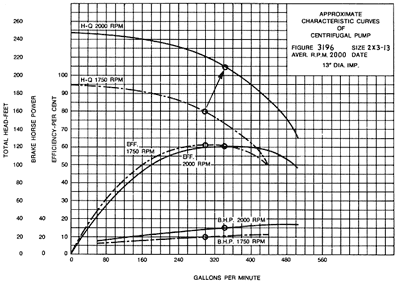 APPROXIMATE
CHARACTERISTIC CURVES
OF
CENTRIFUGAL PUMP
FIGURE 3196 SIZE 2X3-13
AVER. R.P.M. 2000 DATE
13" DIA. IMP.
H-Q 2000 RPM
H-Q 1750 RPM
EFF.
1750 RPM
EFF.
2000 RPM
B.H.P. 2000 RPM
B.H.P. 1750 RPM
TOTAL HEAD-FEET
BRAKE HORSE POWER
EFFICIENCY-PER CENT
260
240
220
200 100
180 90
160 80
140 70
120 60
100 50
80 40
60 30
40 40 20
20 20 10
0 0 0
0 80 160 240 320 400 480 560
GALLONS PER MINUTE